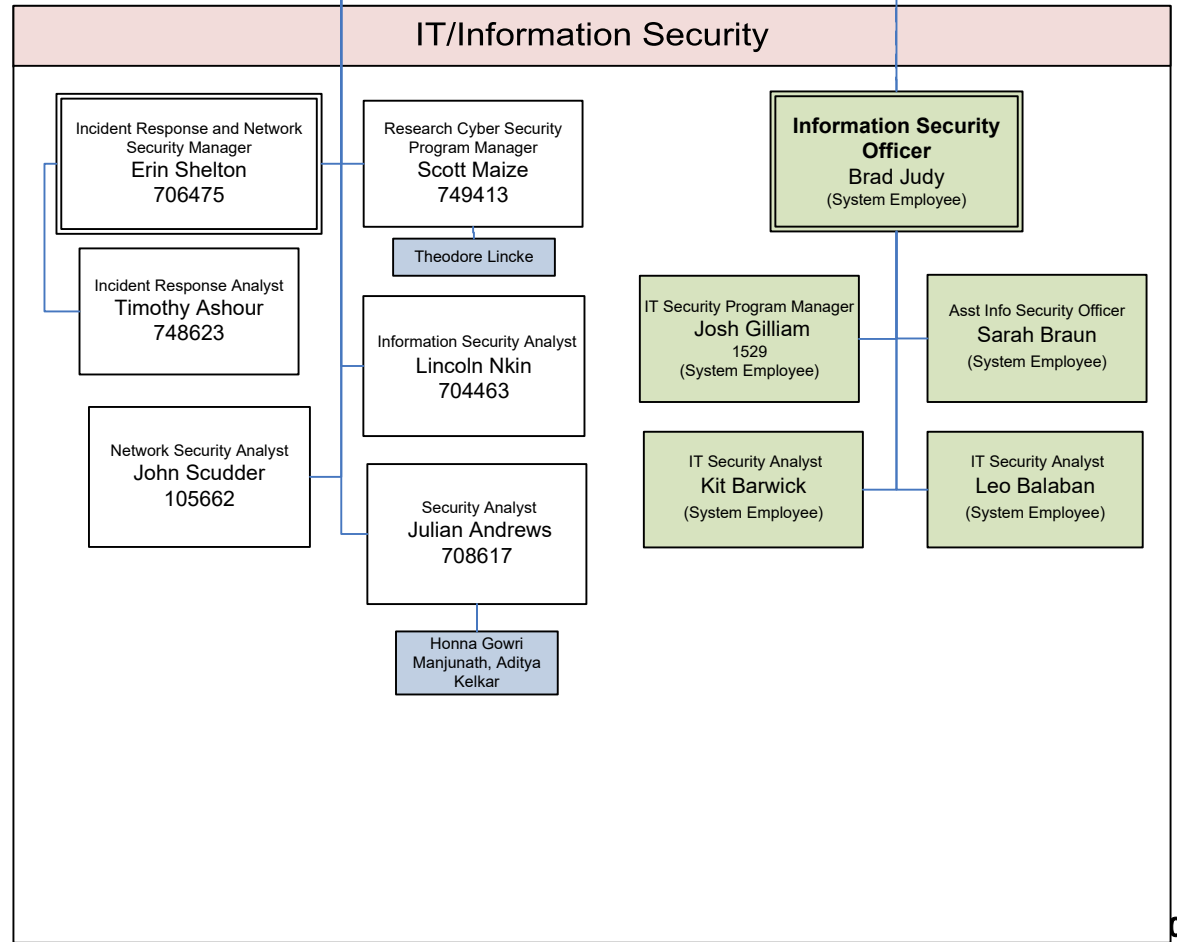 IT/Information Security
Incident Response and Network
Security Manager
Erin Shelton
706475
Incident Response Analyst
Timothy Ashour
748623
Network Security Analyst
John Scudder
105662
Research Cyber Security
Program Manager
Scott Maize
749413
Theodore Lincke
Information Security Analyst
Lincoln Nkin
704463
Security Analyst
Julian Andrews
708617
Honna Gowri
Manjunath, Aditya
Kelkar
Information Security
Officer
Brad Judy
(System Employee)
IT Security Program Manager
Josh Gilliam
1529
(System Employee)
Asst Info Security Officer
Sarah Braun
(System Employee)
IT Security Analyst
Kit Barwick
(System Employee)
IT Security Analyst
Leo Balaban
(System Employee)